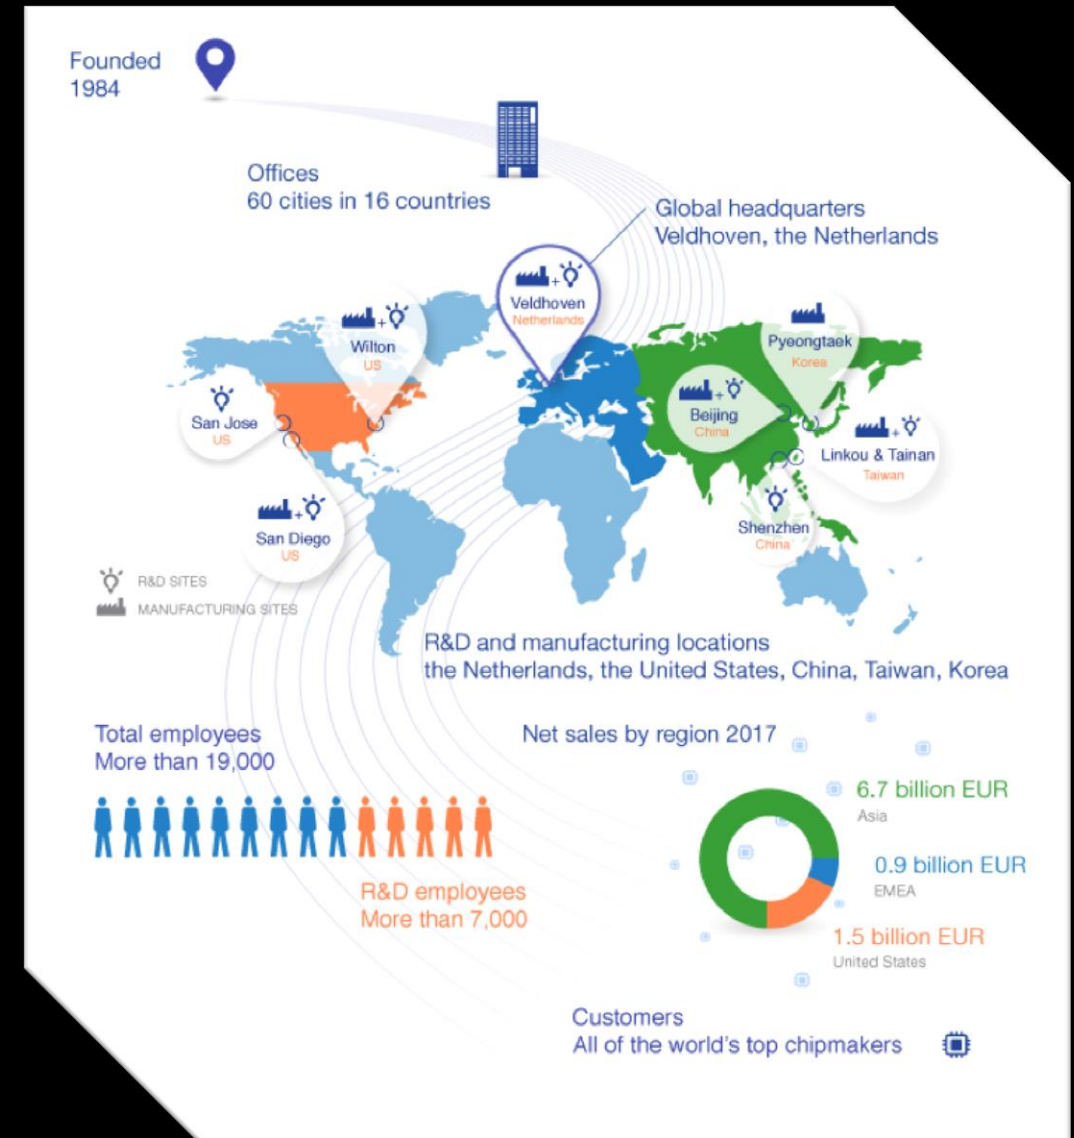 Founded
1984
Offices
60 cities in 16 countries
Global headquarters
Veldhoven, the Netherlands
Veldhoven
Netherlands
Wilton
US
Pyeongtaek
Korea
San Jose
US
Beijing
China
Linkou & Tainan
Taiwan
San Diego
US
Shenzhen
China
R&D SITES
MANUFACTURING SITES
R&D and manufacturing locations
the Netherlands, the United States, China, Taiwan, Korea
Total employees
More than 19,000
R&D employees
More than 7,000
Net sales by region 2017
6.7 billion EUR
Asia
0.9 billion EUR
EMEA
1.5 billion EUR
United States
Customers
All of the world's top chipmakers